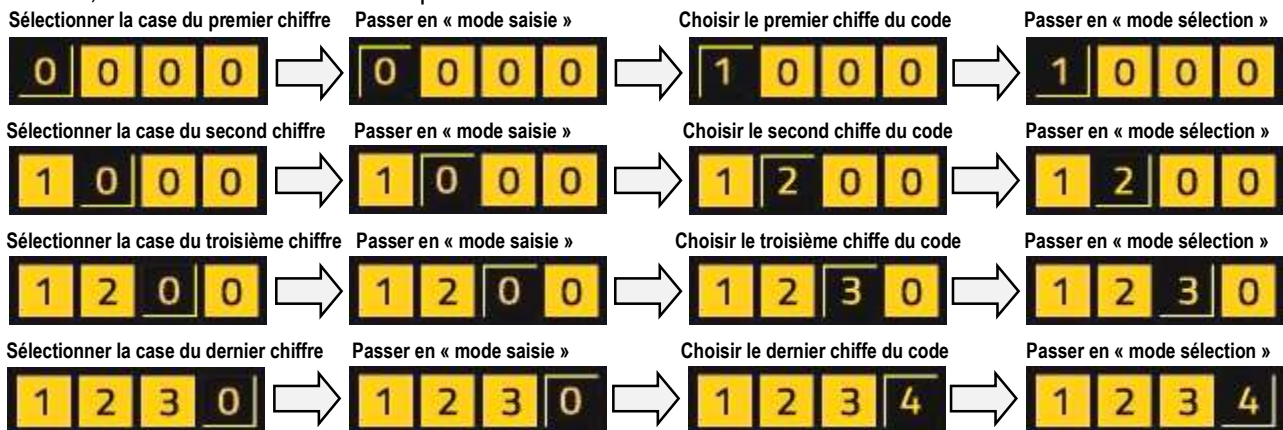 Sélectionner la case du premier chiffre Passer en « mode saisie » Choisir le premier chiffe du code Passer en « mode sélection »
0 0 0 0 0 0 0 0 1 0 0 0 1 0 0 0
Sélectionner la case du second chiffre Passer en « mode saisie » Choisir le second chiffe du code Passer en « mode sélection »
1 0 0 0 1 0 0 0 1 2 0 0 1 2 0 0
Sélectionner la case du troisième chiffre Passer en « mode saisie » Choisir le troisième chiffe du code Passer en « mode sélection »
1 2 0 0 1 2 0 0 1 2 3 0 1 2 3 0
Sélectionner la case du dernier chiffre Passer en « mode saisie » Choisir le dernier chiffe du code Passer en « mode sélection »
1 2 3 0 1 2 3 0 1 2 3 4 1 2 3 4